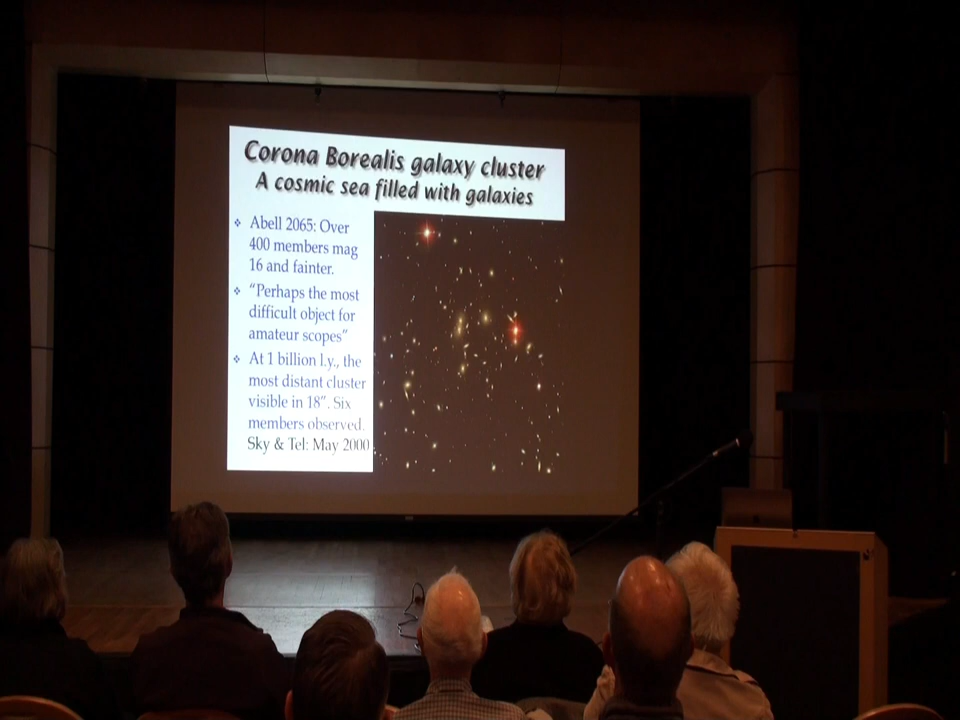 Corona Borealis galaxy cluster
A cosmic sea filled with galaxies
Abell 2065: Over
400 members mag
16 and fainter.
"Perhaps the most
difficult object for
amateur scopes"
At 1 billion l.y., the
most distant cluster
visible in 18". Six
members observed.
Sky & Tel: May 2000